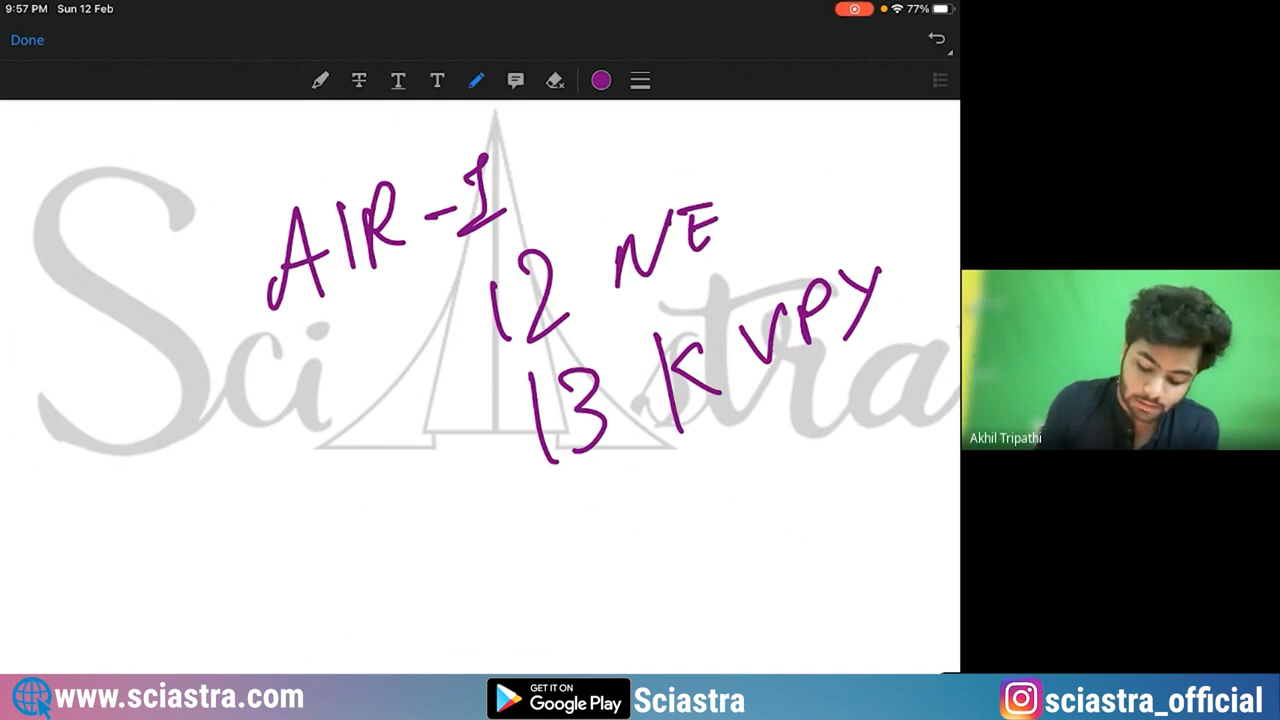 9:57 PM Sun 12 Feb
77%
Done
T T T
SciAstra
AIR-1
12 NE
13 KVPY
Akhil Tripathi
www.sciastra.com
GET IT ON
Google Play
Sciastra
sciastra_official